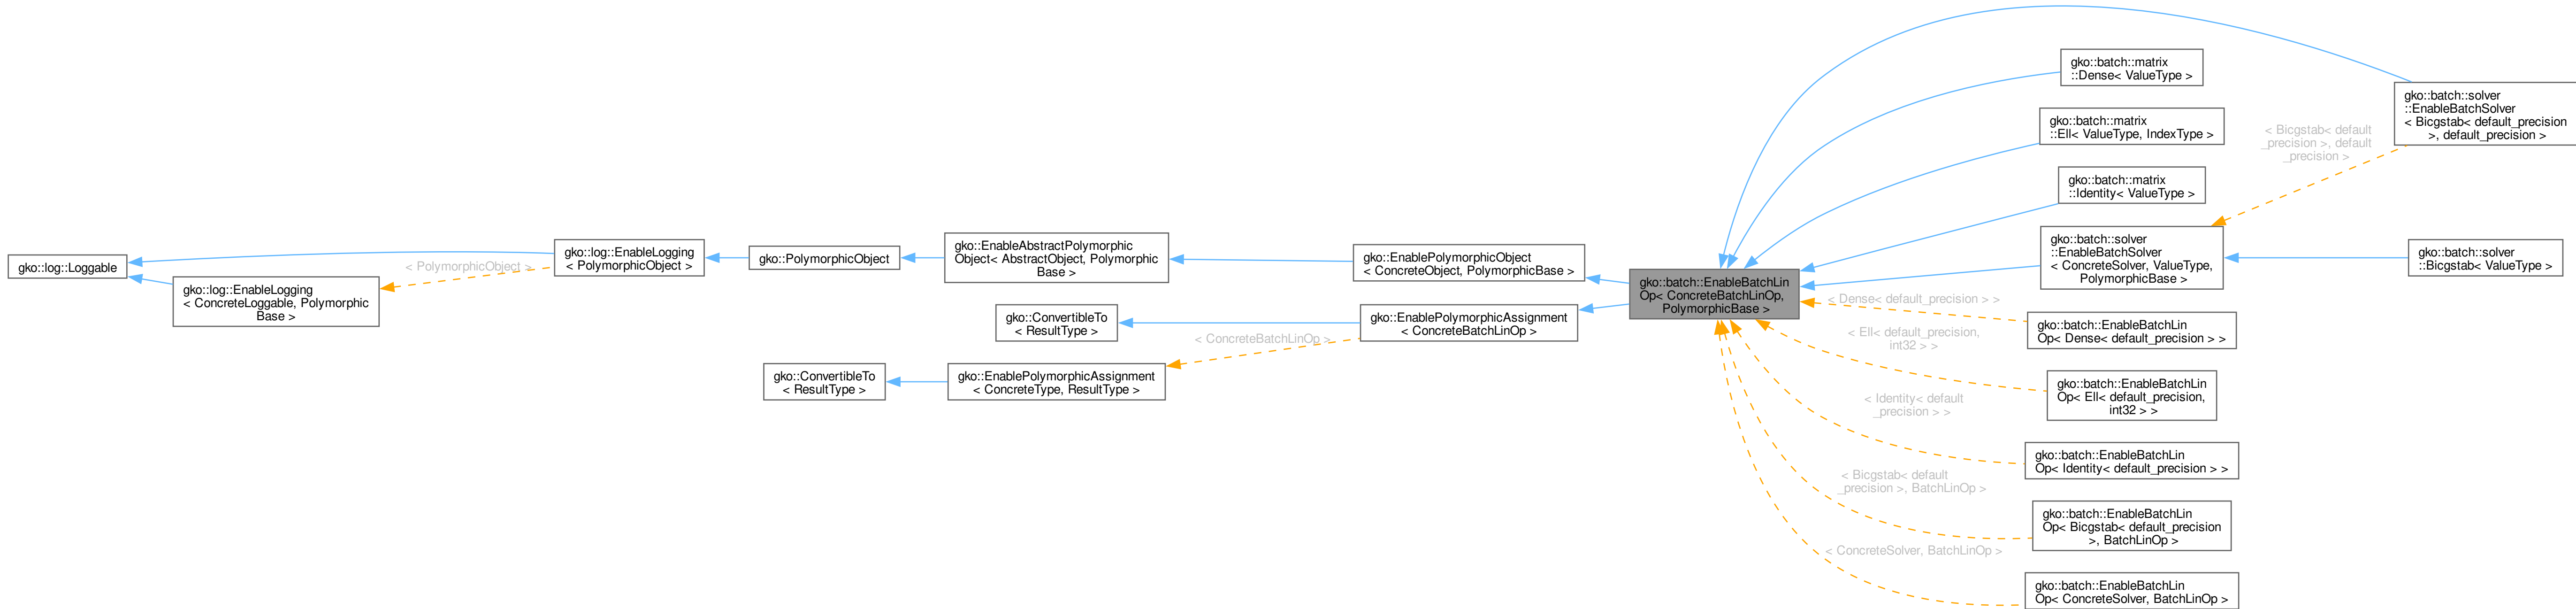 gko::log::Loggable
gko::log::EnableLogging
< ConcreteLoggable, Polymorphic
Base >
< PolymorphicObject >
gko::log::EnableLogging
< PolymorphicObject >
gko::PolymorphicObject
gko::EnableAbstractPolymorphic
Object< AbstractObject, Polymorphic
Base >
gko::ConvertibleTo
< ResultType >
gko::ConvertibleTo
< ResultType >
gko::EnablePolymorphicAssignment
< ConcreteType, ResultType >
< ConcreteBatchLinOp >
gko::EnablePolymorphicObject
< ConcreteObject, PolymorphicBase >
gko::EnablePolymorphicAssignment
< ConcreteBatchLinOp >
gko::batch::EnableBatchLin
Op< ConcreteBatchLinOp,
PolymorphicBase >
gko::batch::matrix
::Dense< ValueType >
gko::batch::matrix
::Ell< ValueType, IndexType >
gko::batch::matrix
::Identity< ValueType >
gko::batch::solver
::EnableBatchSolver
< ConcreteSolver, ValueType,
PolymorphicBase >
< Bicgstab< default
_precision >, default
_precision >
gko::batch::solver
::EnableBatchSolver
< Bicgstab< default_precision
>, default_precision >
gko::batch::solver
::Bicgstab< ValueType >
< Dense< default_precision > >
gko::batch::EnableBatchLin
Op< Dense< default_precision > >
< Ell< default_precision,
int32 > >
gko::batch::EnableBatchLin
Op< Ell< default_precision,
int32 > >
< Identity< default
_precision > >
gko::batch::EnableBatchLin
Op< Identity< default_precision > >
< Bicgstab< default
_precision >, BatchLinOp >
gko::batch::EnableBatchLin
Op< Bicgstab< default_precision
>, BatchLinOp >
< ConcreteSolver, BatchLinOp >
gko::batch::EnableBatchLin
Op< ConcreteSolver, BatchLinOp >